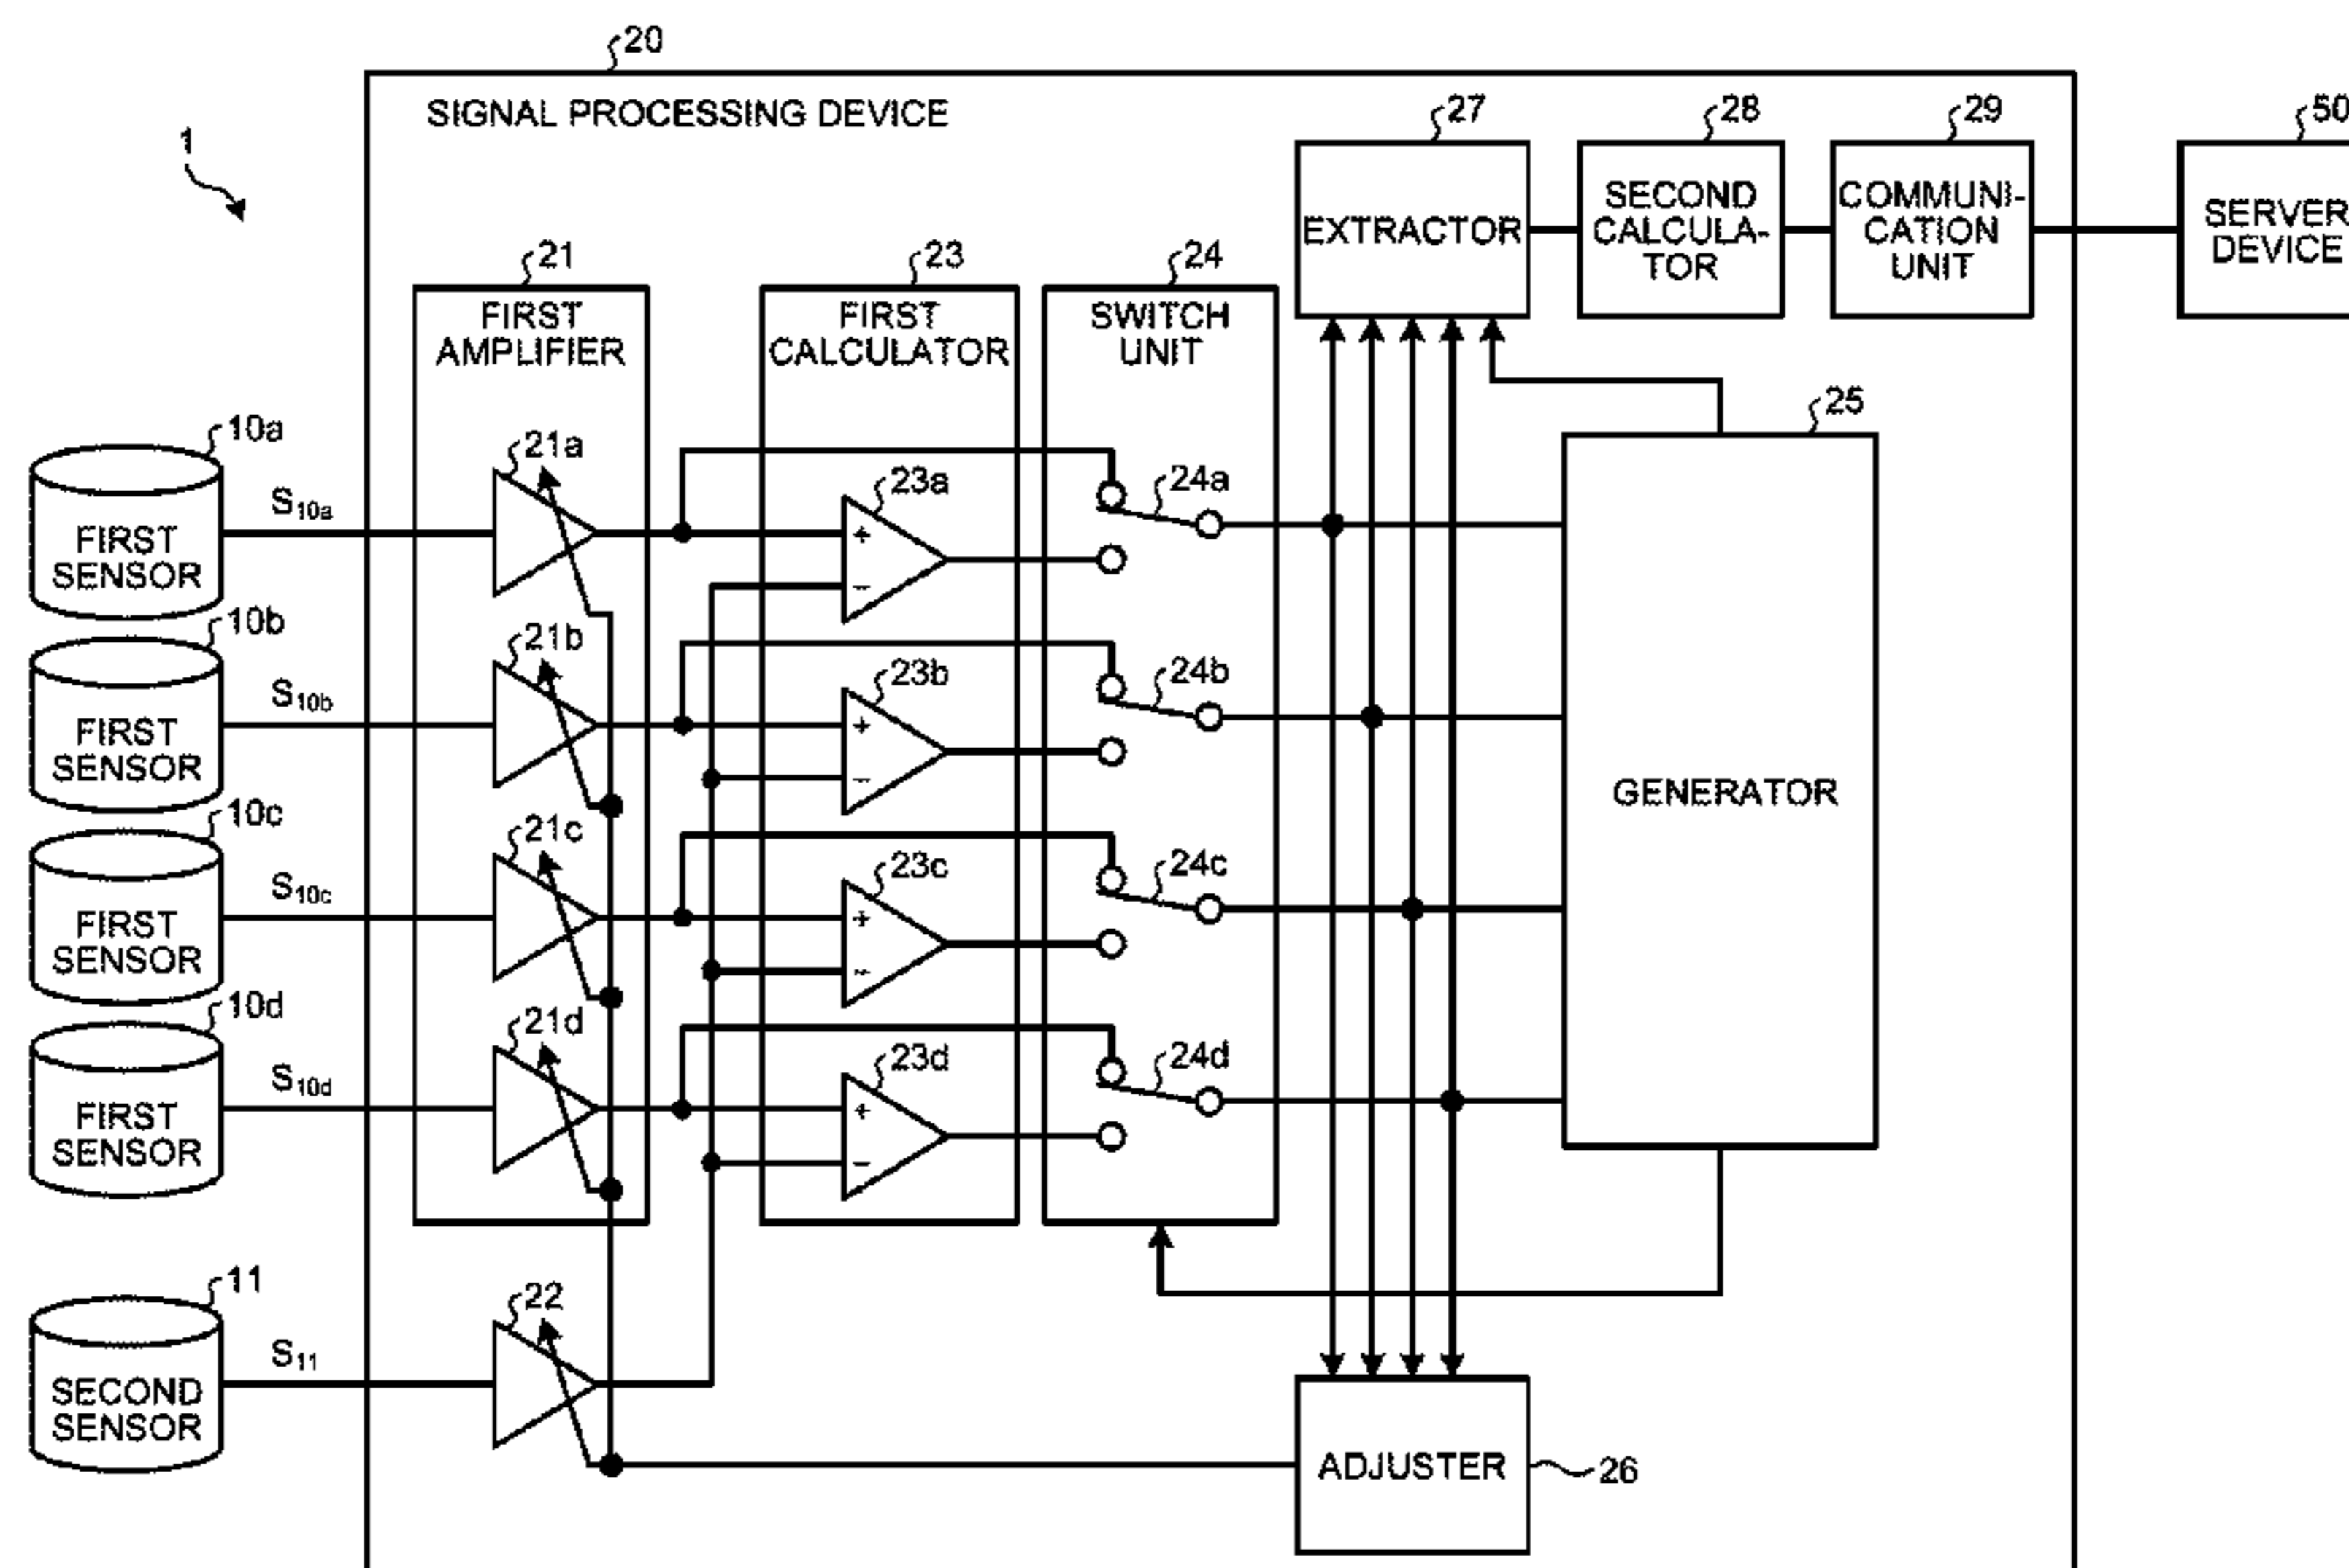 20
SIGNAL PROCESSING DEVICE
1
27
28
29
50
EXTRACTOR
SECOND
CALCULA-
TOR
COMMUNI-
CATION
UNIT
SERVER
DEVICE
21
23
24
FIRST
AMPLIFIER
FIRST
CALCULATOR
SWITCH
UNIT
25
GENERATOR
10a
FIRST
SENSOR
S10a
21a
+
−
23a
24a
10b
FIRST
SENSOR
S10b
21b
+
−
23b
24b
10c
FIRST
SENSOR
S10c
21c
+
−
23c
24c
10d
FIRST
SENSOR
S10d
21d
+
−
23d
24d
11
SECOND
SENSOR
S11
22
ADJUSTER
26